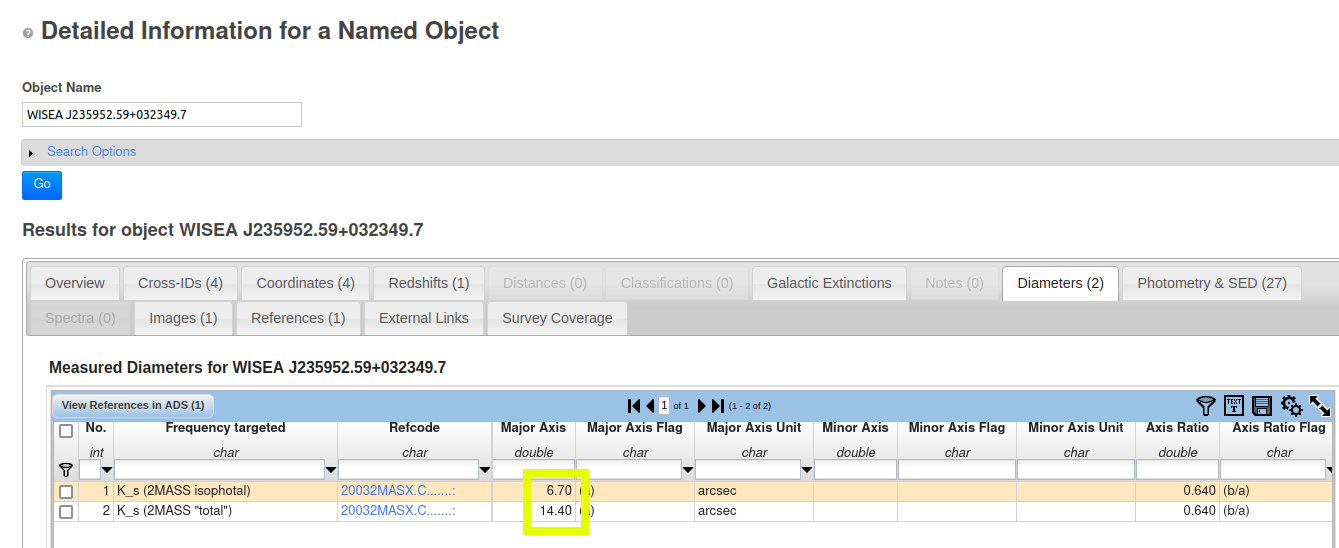 Detailed Information for a Named Object
Object Name
WISEA J235952.59+032349.7
Search Options
Go
Results for object WISEA J235952.59+032349.7
Overview Cross-IDs (4) Coordinates (4) Redshifts (1) Distances (0) Classifications (0) Galactic Extinctions Notes (0) Diameters (2) Photometry & SED (27)
Spectra (0) Images (1) References (1) External Links Survey Coverage
Measured Diameters for WISEA J235952.59+032349.7
View References in ADS (1) 1 of 1 (1 - 2 of 2) TEXT
No. Frequency targeted Refcode Major Axis Major Axis Flag Major Axis Unit Minor Axis Minor Axis Flag Minor Axis Unit Axis Ratio Axis Ratio Flag
int char char double char char double char char double char
1 K_s (2MASS isophotal) 20032MASX.C.......: 6.70 arcsec 0.640 (b/a)
2 K_s (2MASS "total") 20032MASX.C.......: 14.40 arcsec 0.640 (b/a)